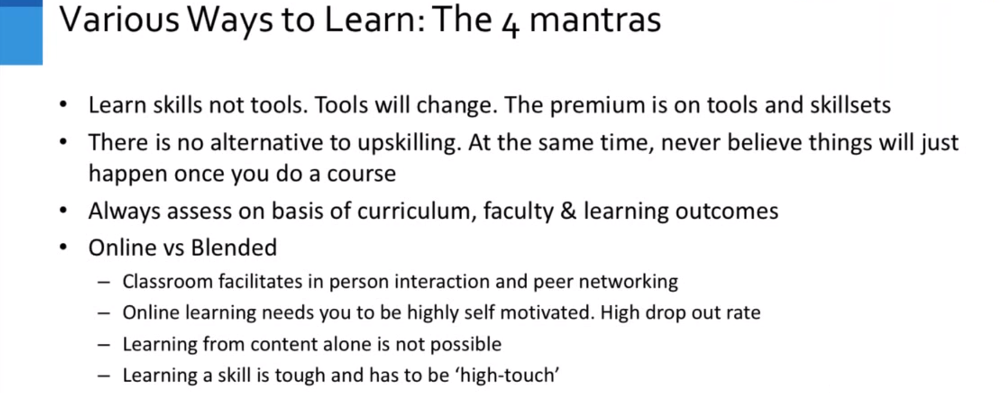 Various Ways to Learn: The 4 mantras
• Learn skills not tools. Tools will change. The premium is on tools and skillsets
• There is no alternative to upskilling. At the same time, never believe things will just
happen once you do a course
• Always assess on basis of curriculum, faculty & learning outcomes
• Online vs Blended
– Classroom facilitates in person interaction and peer networking
– Online learning needs you to be highly self motivated. High drop out rate
– Learning from content alone is not possible
– Learning a skill is tough and has to be ‘high-touch’